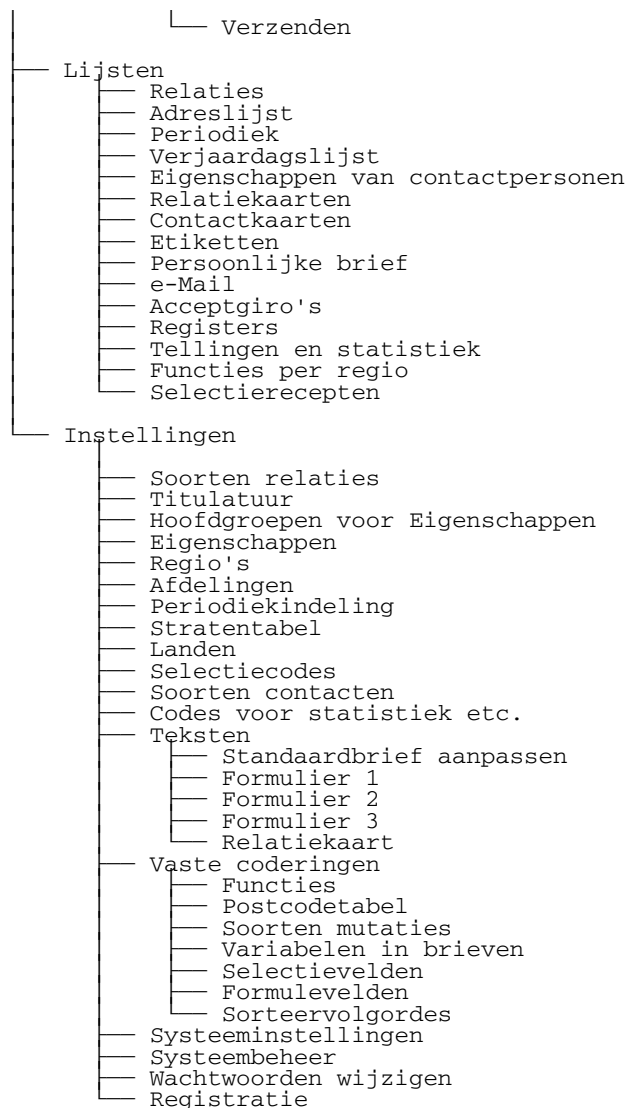 Verzenden
Lijsten
Relaties
Adreslijst
Periodiek
Verjaardagslijst
Eigenschappen van contactpersonen
Relatiekaarten
Contactkaarten
Etiketten
Persoonlijke brief
e-Mail
Acceptgiro's
Registers
Tellingen en statistiek
Functies per regio
Selectierecepten
Instellingen
Soorten relaties
Titulatuur
Hoofdgroepen voor Eigenschappen
Eigenschappen
Regio's
Afdelingen
Periodiekindeling
Stratentabel
Landen
Selectiecodes
Soorten contacten
Codes voor statistiek etc.
Teksten
Standaardbrief aanpassen
Formulier 1
Formulier 2
Formulier 3
Relatiekaart
Vaste coderingen
Functies
Postcodetabel
Soorten mutaties
Variabelen in brieven
Selectievelden
Formulevelden
Sorteervolgordes
Systeeminstellingen
Systeembeheer
Wachtwoorden wijzigen
Registratie